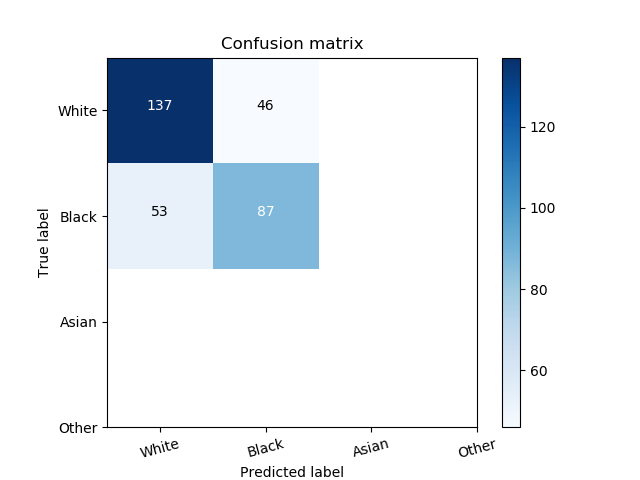 Confusion matrix
White
137
46
120
Black
53
87
100
Asian
80
Other
60
White
Black
Asian
Other
True label
Predicted label